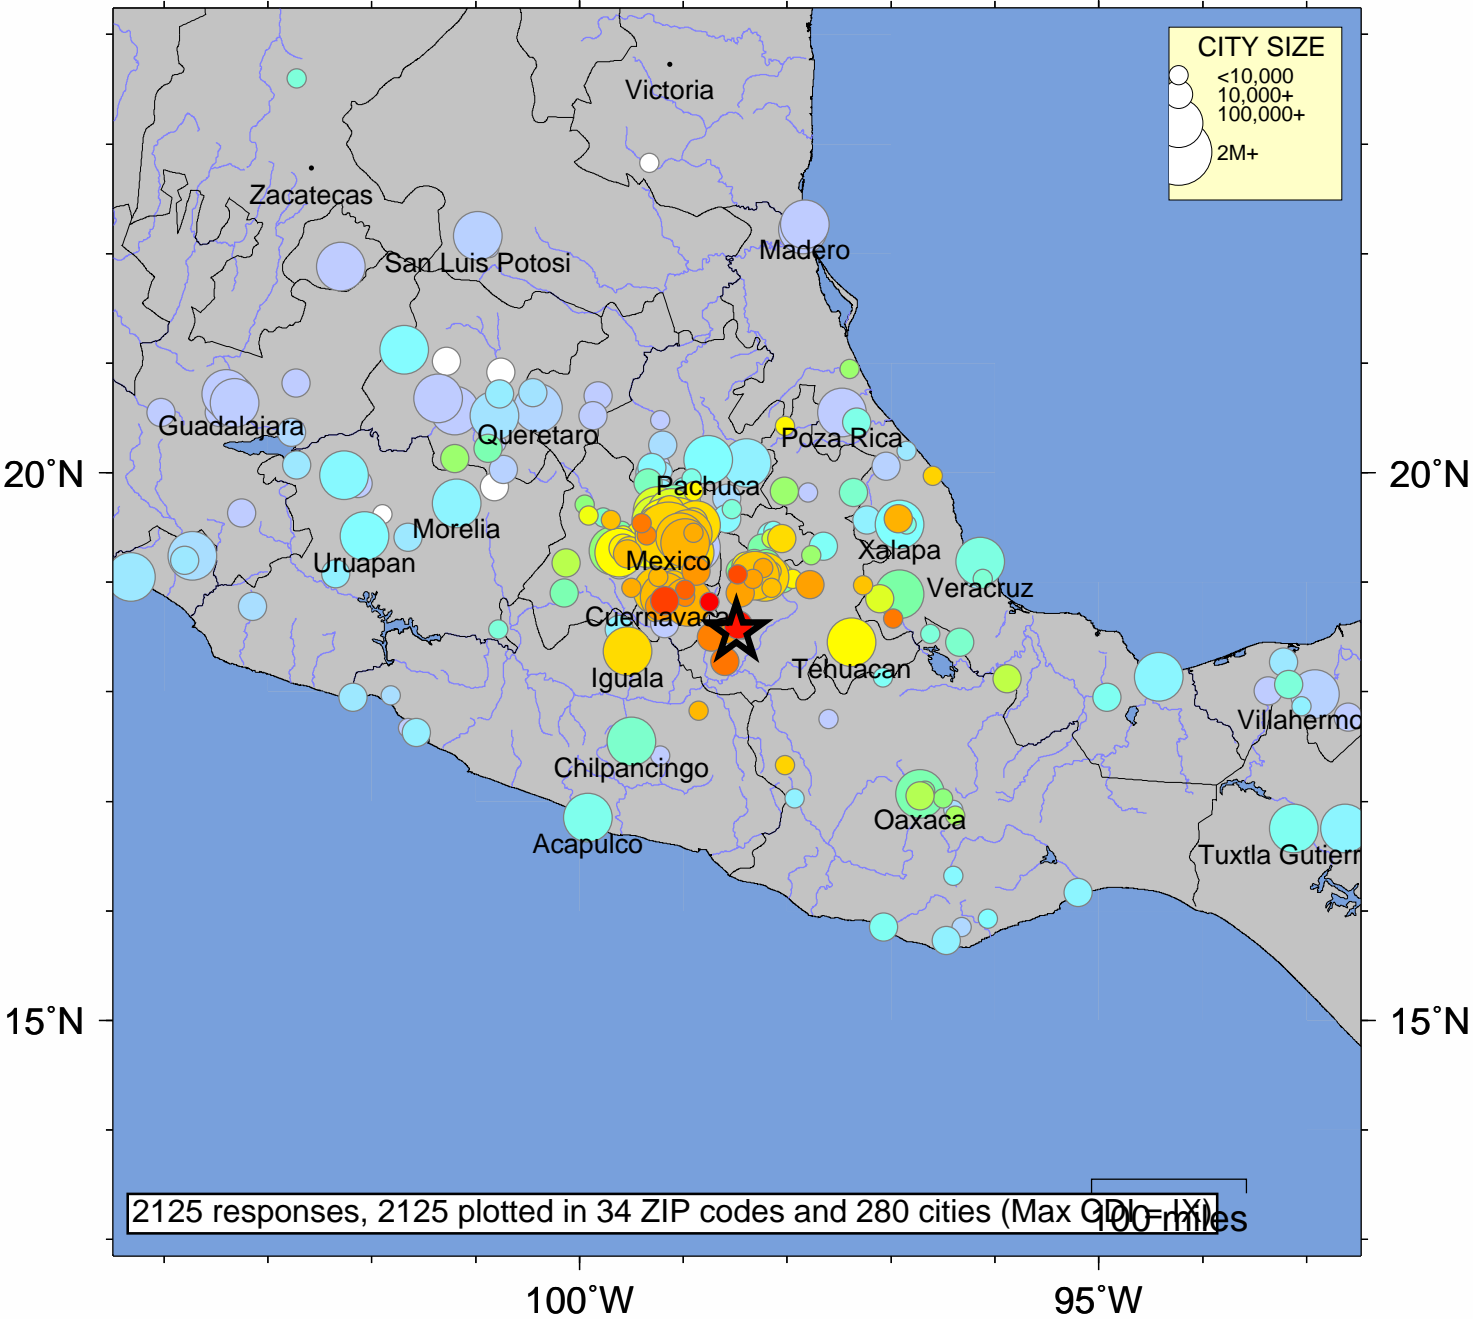 CITY SIZE
<10,000
10,000+
100,000+
2M+
Victoria
Zacatecas
San Luis Potosi
Madero
Guadalajara
Queretaro
Poza Rica
20˚N
20˚N
Pachuca
Morelia
Uruapan
Mexico
Xalapa
Veracruz
Cuernavaca
Iguala
Tehuacan
Villahermo
Chilpancingo
Oaxaca
Acapulco
Tuxtla Gutierr
15˚N
15˚N
2125 responses, 2125 plotted in 34 ZIP codes and 280 cities (Max CDI = IX)
100 miles
100˚W
95˚W